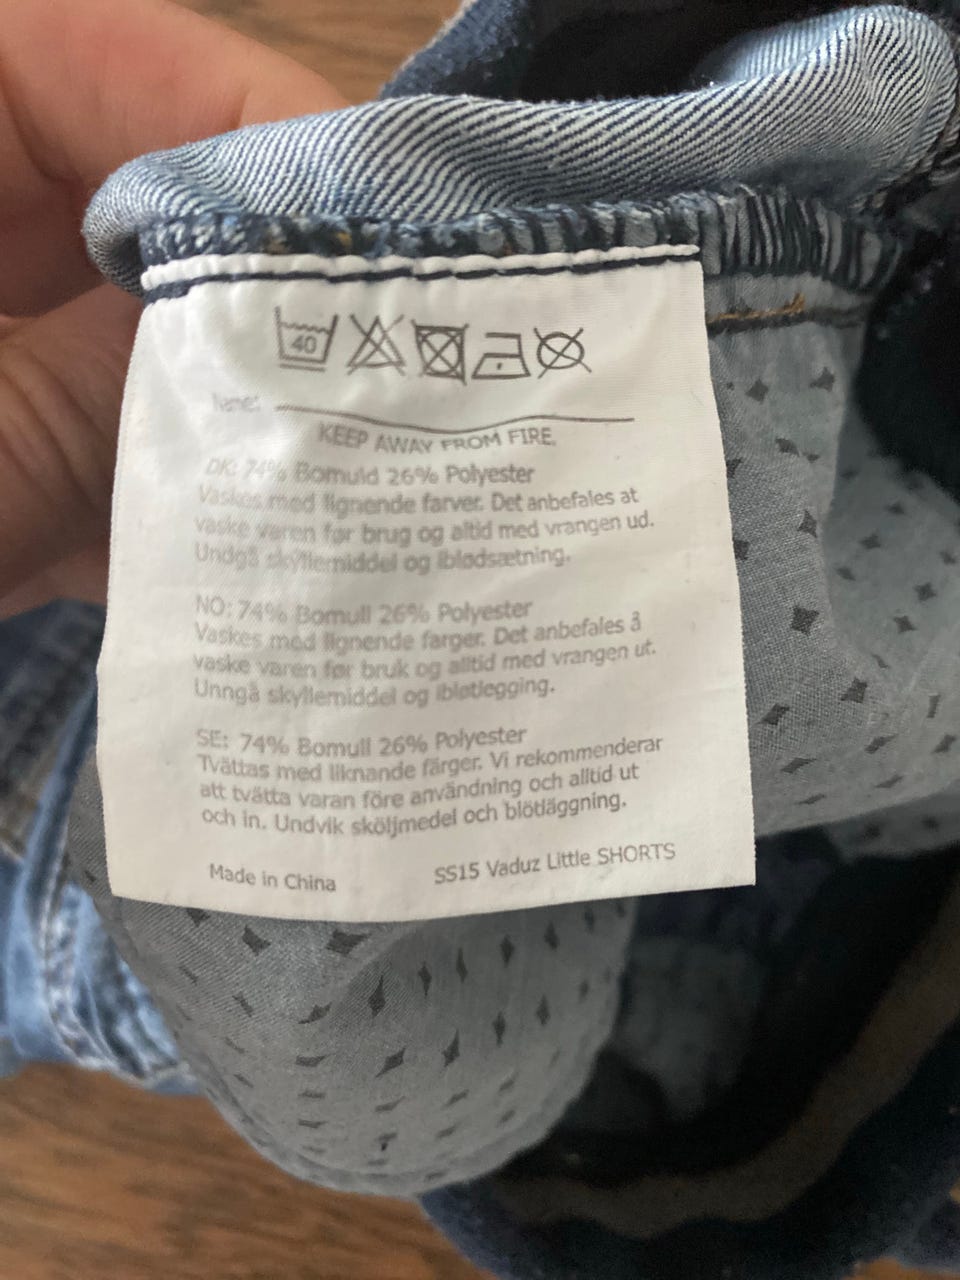 40
Name:
KEEP AWAY FROM FIRE.
DK: 74% Bomuld 26% Polyester
Vaskes med lignende farver. Det anbefales at
vaske varen før brug og altid med vrangen ud.
Undgå skyllemiddel og iblødsætning.
NO: 74% Bomull 26% Polyester
Vaskes med lignende farger. Det anbefales å
vaske varen før bruk og alltid med vrangen ut.
Unngå skyllemiddel og ibløtlegging.
SE: 74% Bomull 26% Polyester
Tvättas med liknande färger. Vi rekommenderar
att tvätta varan före användning och alltid ut
och in. Undvik sköljmedel och blötläggning.
Made in China SS15 Vaduz Little SHORTS